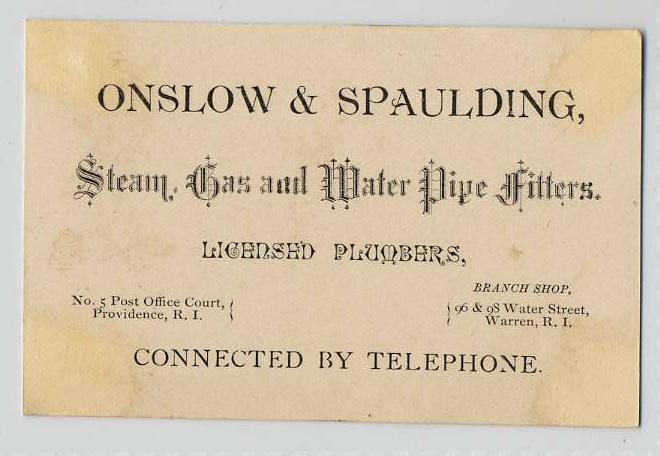 ONSLOW & SPAULDING,
Steam, Gas and Water Pipe Fitters.
LICENSED PLUMBERS,
BRANCH SHOP,
No. 5 Post Office Court, { } 96 & 98 Water Street,
Providence, R. I. Warren, R. I.
CONNECTED BY TELEPHONE.